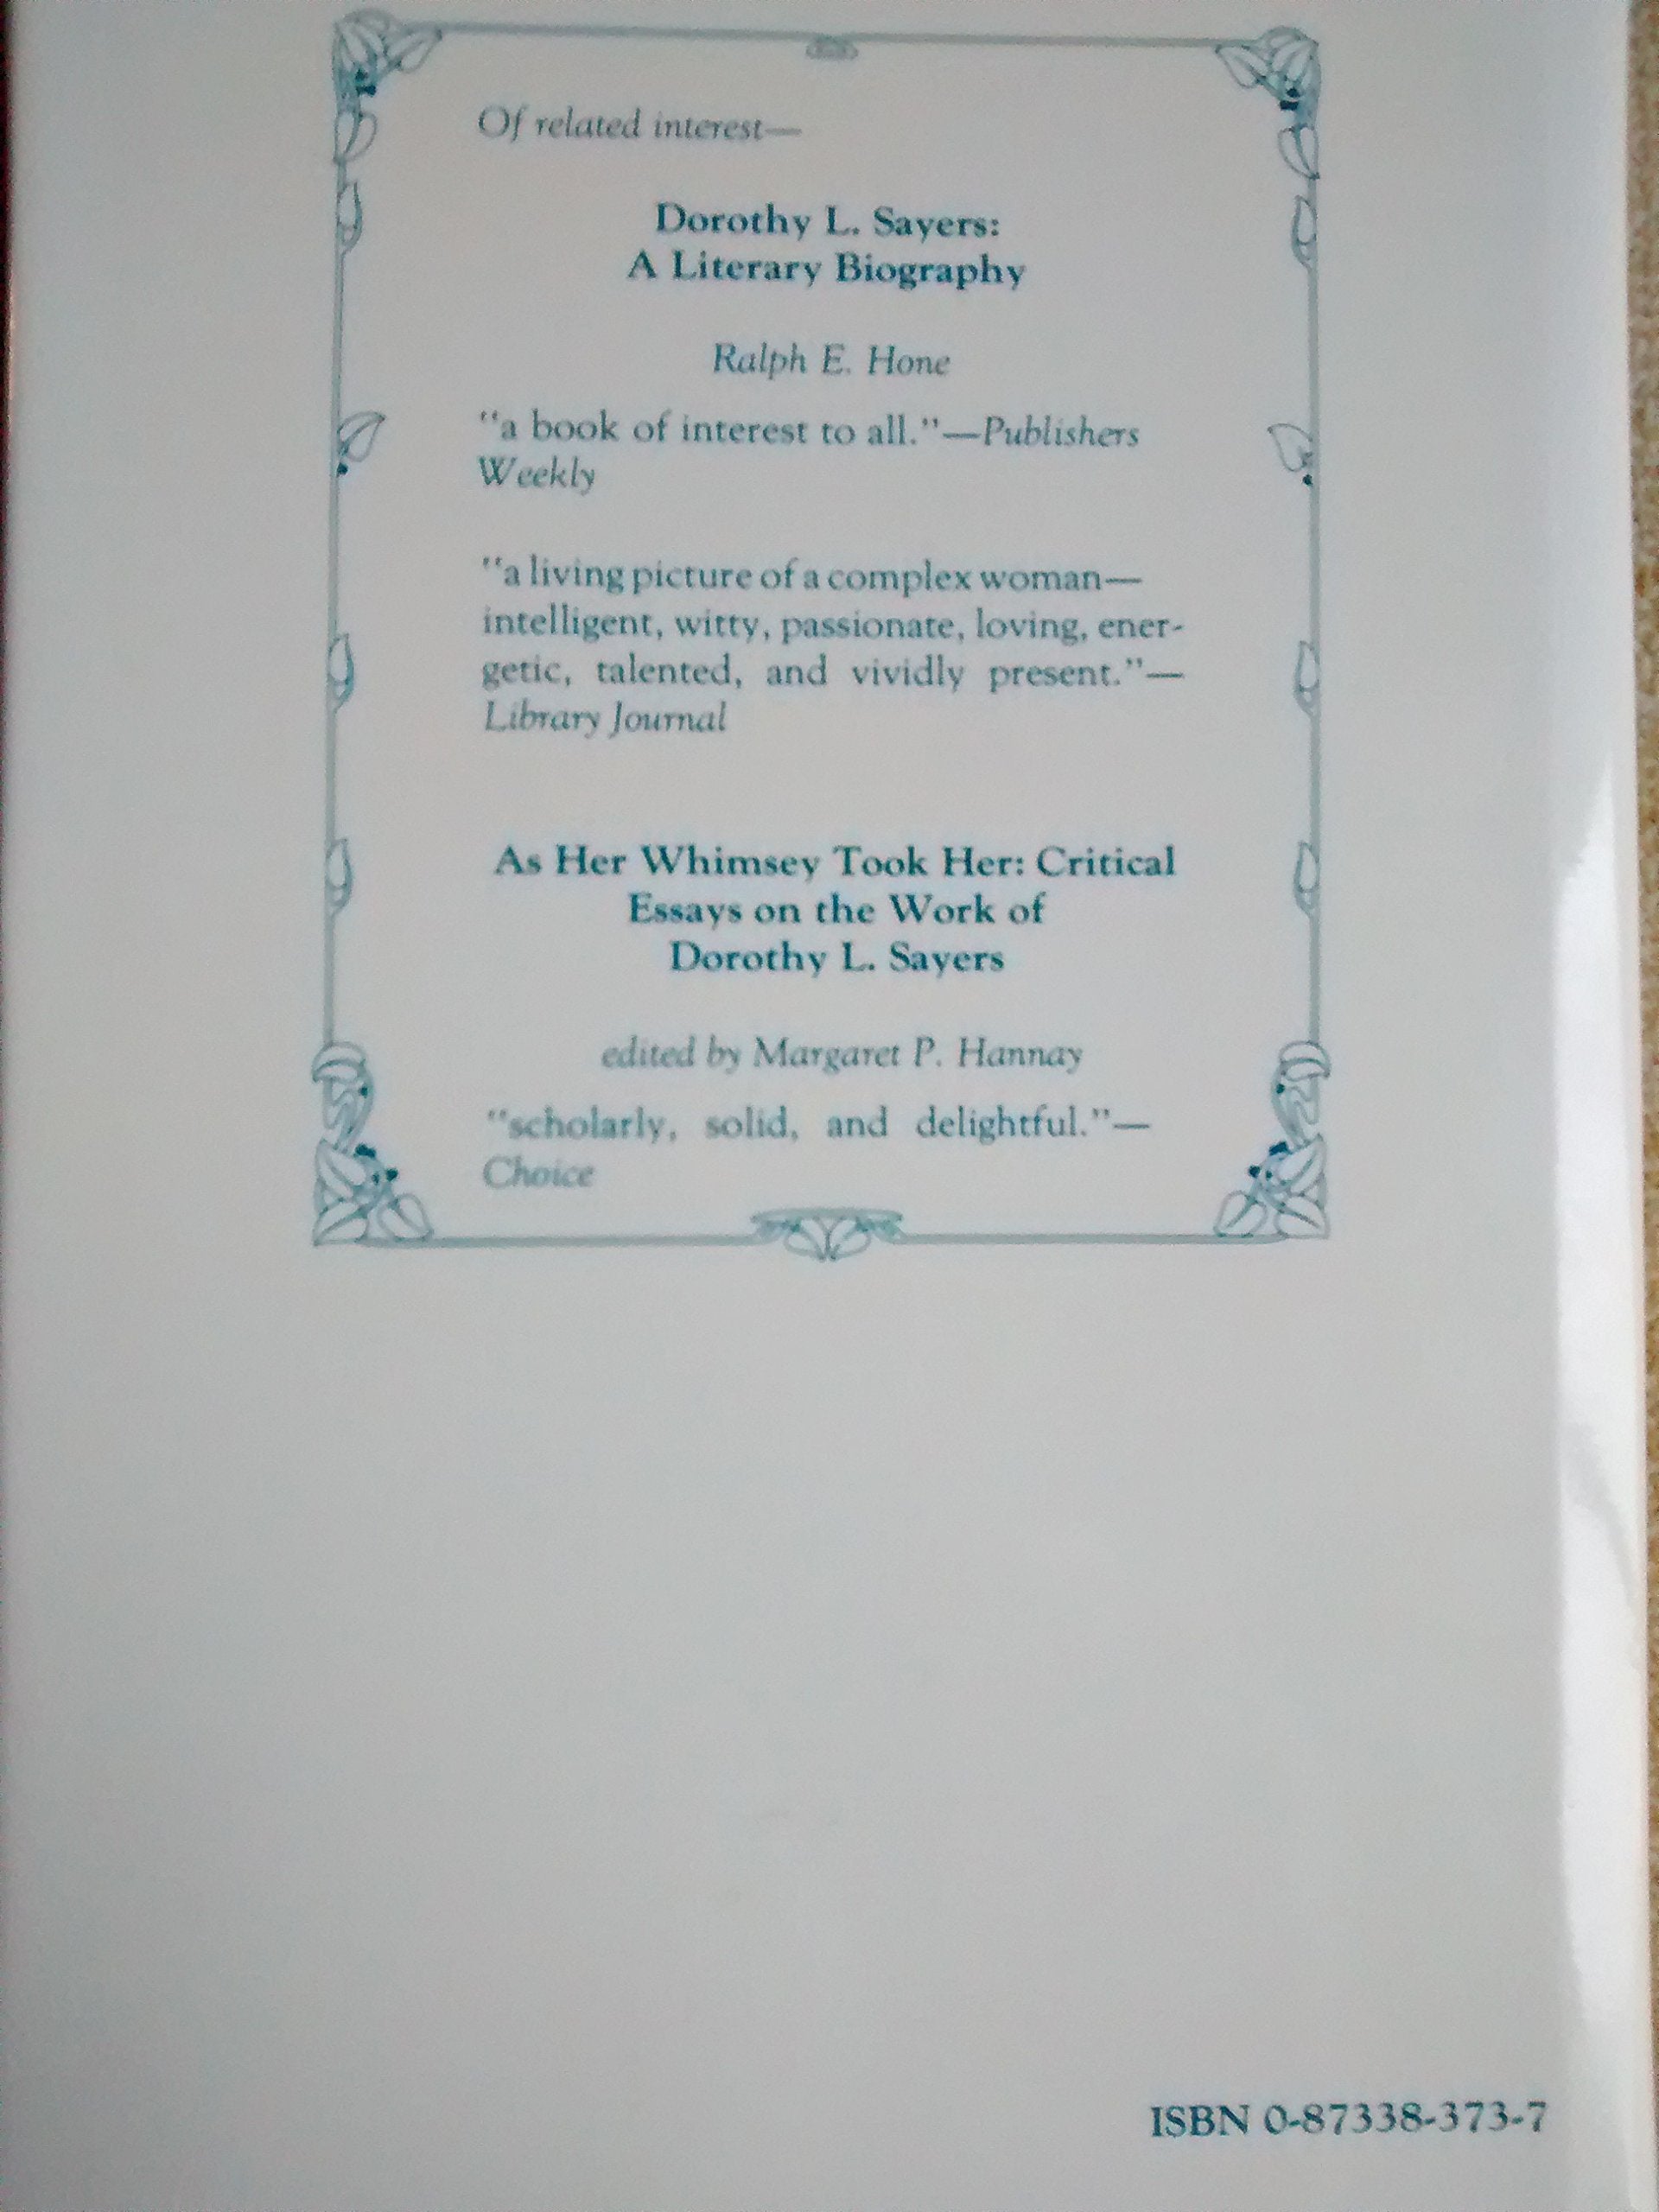 Of related interest—
Dorothy L. Sayers:
A Literary Biography
Ralph E. Hone
"a book of interest to all."—Publishers
Weekly
"a living picture of a complex woman—
intelligent, witty, passionate, loving, ener-
getic, talented, and vividly present."—
Library Journal
As Her Whimsey Took Her: Critical
Essays on the Work of
Dorothy L. Sayers
edited by Margaret P. Hannay
"scholarly, solid, and delightful."—
Choice
ISBN 0-87338-373-7